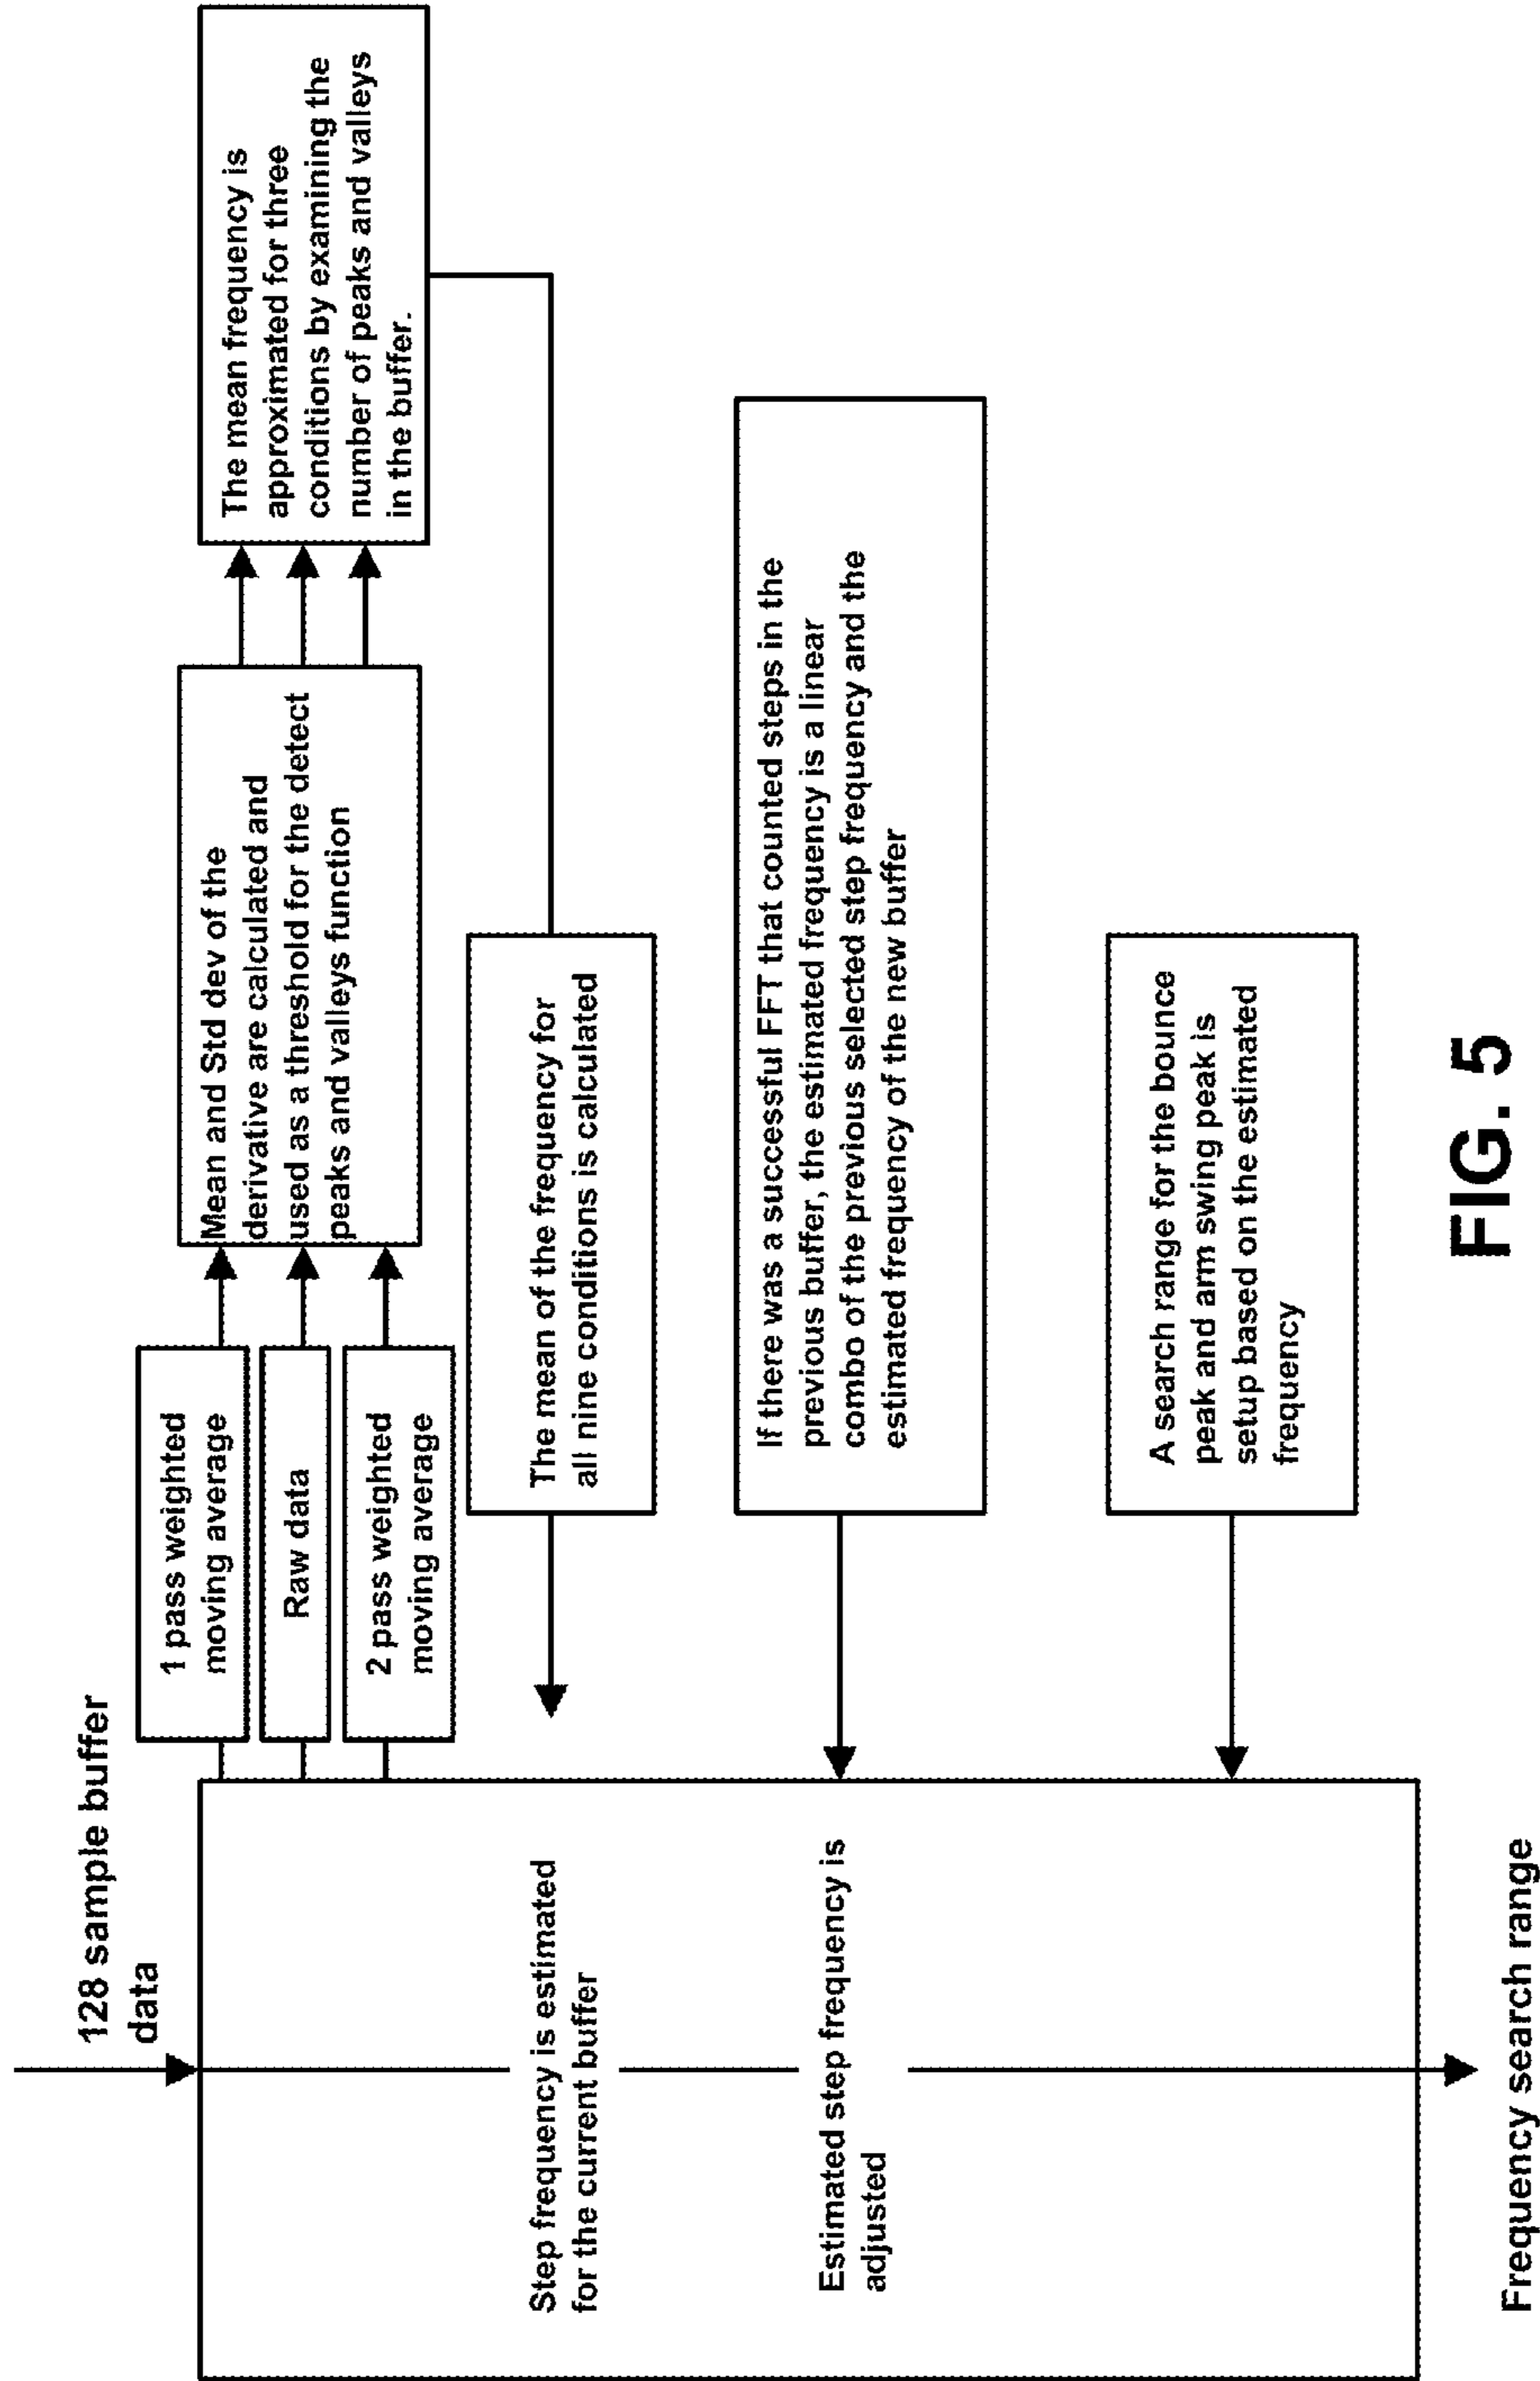 128 sample buffer
data
1 pass weighted
moving average
Raw data
2 pass weighted
moving average
Mean and Std dev of the
derivative are calculated and
used as a threshold for the detect
peaks and valleys function
The mean frequency is
approximated for three
conditions by examining the
number of peaks and valleys
in the buffer.
Step frequency is estimated
for the current buffer
The mean of the frequency for
all nine conditions is calculated
Estimated step frequency is
adjusted
If there was a successful FFT that counted steps in the
previous buffer, the estimated frequency is a linear
combo of the previous selected step frequency and the
estimated frequency of the new buffer
A search range for the bounce
peak and arm swing peak is
setup based on the estimated
frequency
Frequency search range
FIG. 5